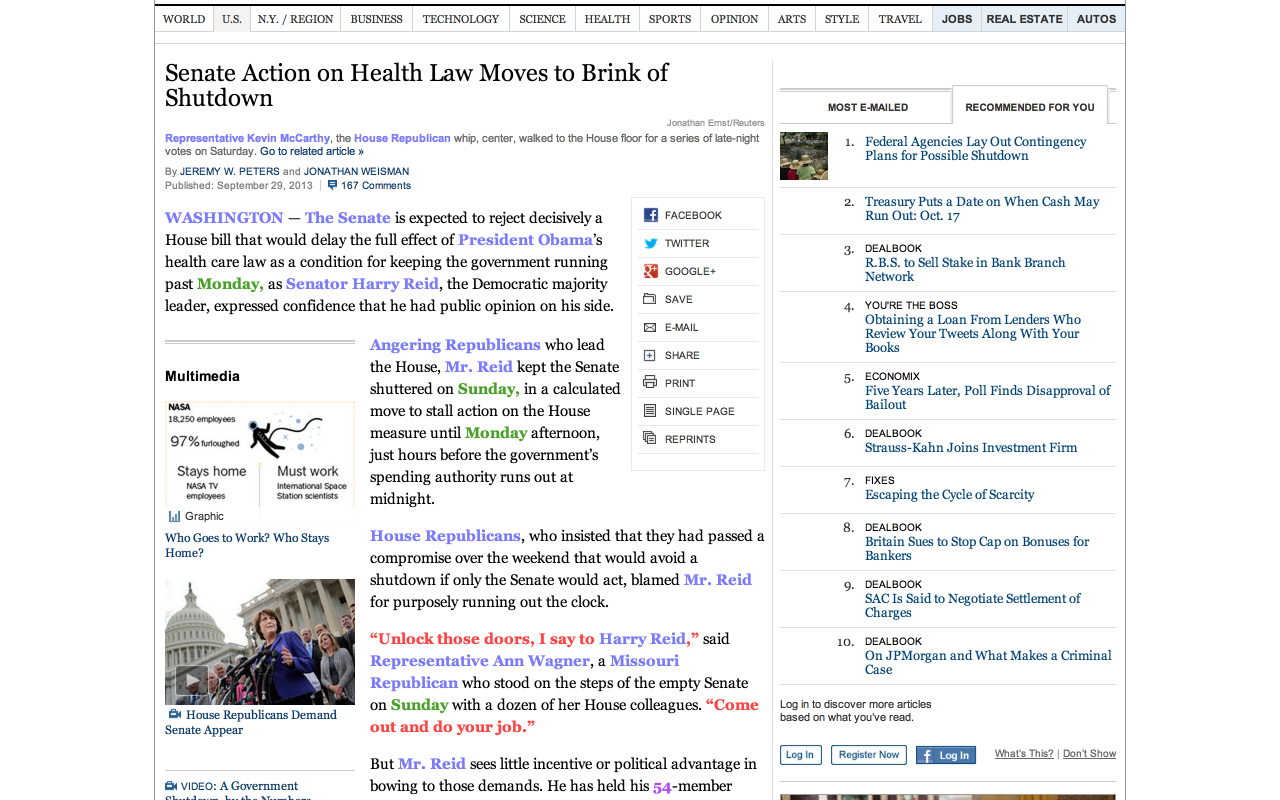 WORLD U.S. N.Y. / REGION BUSINESS TECHNOLOGY SCIENCE HEALTH SPORTS OPINION ARTS STYLE TRAVEL JOBS REAL ESTATE AUTOS
Senate Action on Health Law Moves to Brink of
Shutdown
Jonathan Ernst/Reuters
Representative Kevin McCarthy, the House Republican whip, center, walked to the House floor for a series of late-night
votes on Saturday. Go to related article »
By JEREMY W. PETERS and JONATHAN WEISMAN
Published: September 29, 2013 | 167 Comments
WASHINGTON — The Senate is expected to reject decisively a
House bill that would delay the full effect of President Obama's
health care law as a condition for keeping the government running
past Monday, as Senator Harry Reid, the Democratic majority
leader, expressed confidence that he had public opinion on his side.
FACEBOOK
TWITTER
GOOGLE+
SAVE
E-MAIL
SHARE
PRINT
SINGLE PAGE
REPRINTS
Multimedia
NASA
18,250 employees
97% furloughed
Stays home
NASA TV
employees
Must work
International Space
Station scientists
Graphic
Who Goes to Work? Who Stays
Home?
House Republicans Demand
Senate Appear
VIDEO: A Government
Shutdown, by the Numbers
Angering Republicans who lead
the House, Mr. Reid kept the Senate
shuttered on Sunday, in a calculated
move to stall action on the House
measure until Monday afternoon,
just hours before the government's
spending authority runs out at
midnight.
House Republicans, who insisted that they had passed a
compromise over the weekend that would avoid a
shutdown if only the Senate would act, blamed Mr. Reid
for purposely running out the clock.
“Unlock those doors, I say to Harry Reid,” said
Representative Ann Wagner, a Missouri
Republican who stood on the steps of the empty Senate
on Sunday with a dozen of her House colleagues. “Come
out and do your job.”
But Mr. Reid sees little incentive or political advantage in
bowing to those demands. He has held his 54-member
MOST E-MAILED RECOMMENDED FOR YOU
1. Federal Agencies Lay Out Contingency
Plans for Possible Shutdown
2. Treasury Puts a Date on When Cash May
Run Out: Oct. 17
3. DEALBOOK
R.B.S. to Sell Stake in Bank Branch
Network
4. YOU'RE THE BOSS
Obtaining a Loan From Lenders Who
Review Your Tweets Along With Your
Books
5. ECONOMIX
Five Years Later, Poll Finds Disapproval of
Bailout
6. DEALBOOK
Strauss-Kahn Joins Investment Firm
7. FIXES
Escaping the Cycle of Scarcity
8. DEALBOOK
Britain Sues to Stop Cap on Bonuses for
Bankers
9. DEALBOOK
SAC Is Said to Negotiate Settlement of
Charges
10. DEALBOOK
On JPMorgan and What Makes a Criminal
Case
Log in to discover more articles
based on what you've read.
Log In Register Now f Log In What's This? | Don't Show